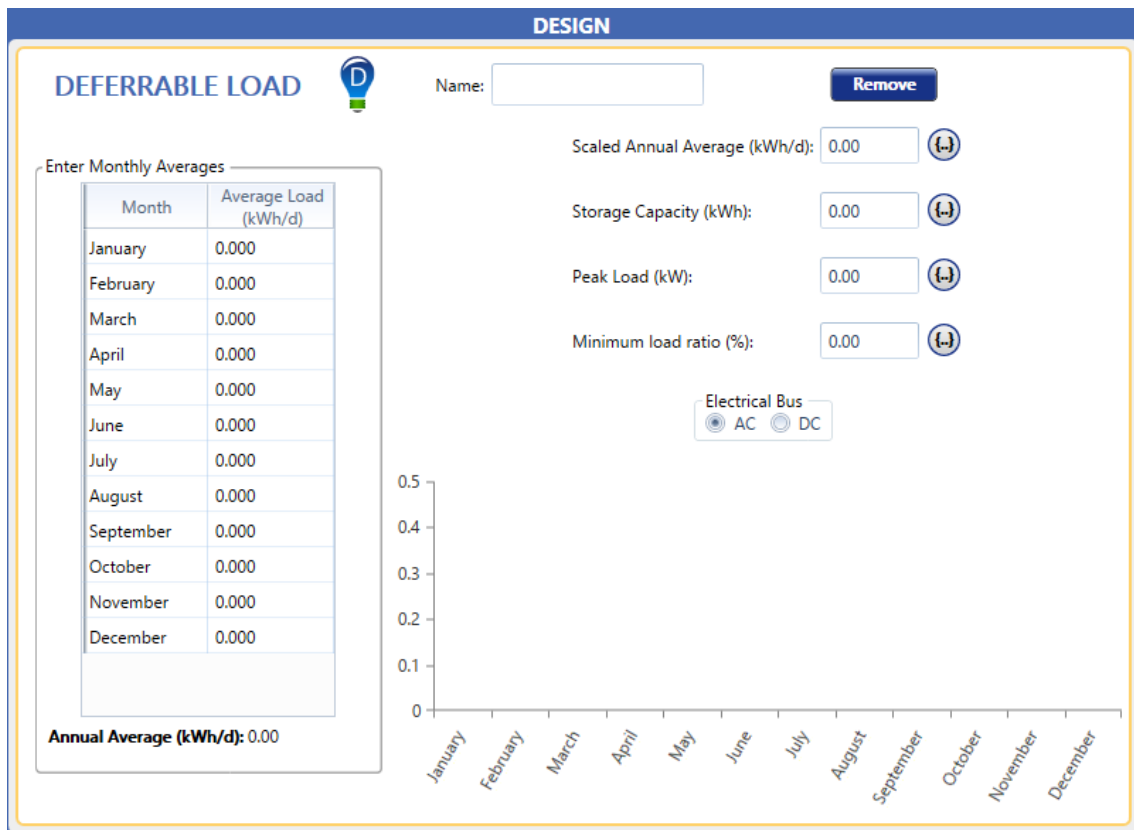 DESIGN
DEFERRABLE LOAD
D
Name:
Remove
Scaled Annual Average (kWh/d): 0.00 {..}
Storage Capacity (kWh): 0.00 {..}
Peak Load (kW): 0.00 {..}
Minimum load ratio (%): 0.00 {..}
Electrical Bus
AC DC
Enter Monthly Averages
Month Average Load
(kWh/d)
January 0.000
February 0.000
March 0.000
April 0.000
May 0.000
June 0.000
July 0.000
August 0.000
September 0.000
October 0.000
November 0.000
December 0.000
Annual Average (kWh/d): 0.00
0.5
0.4
0.3
0.2
0.1
0
January February March April May June July August September October November December